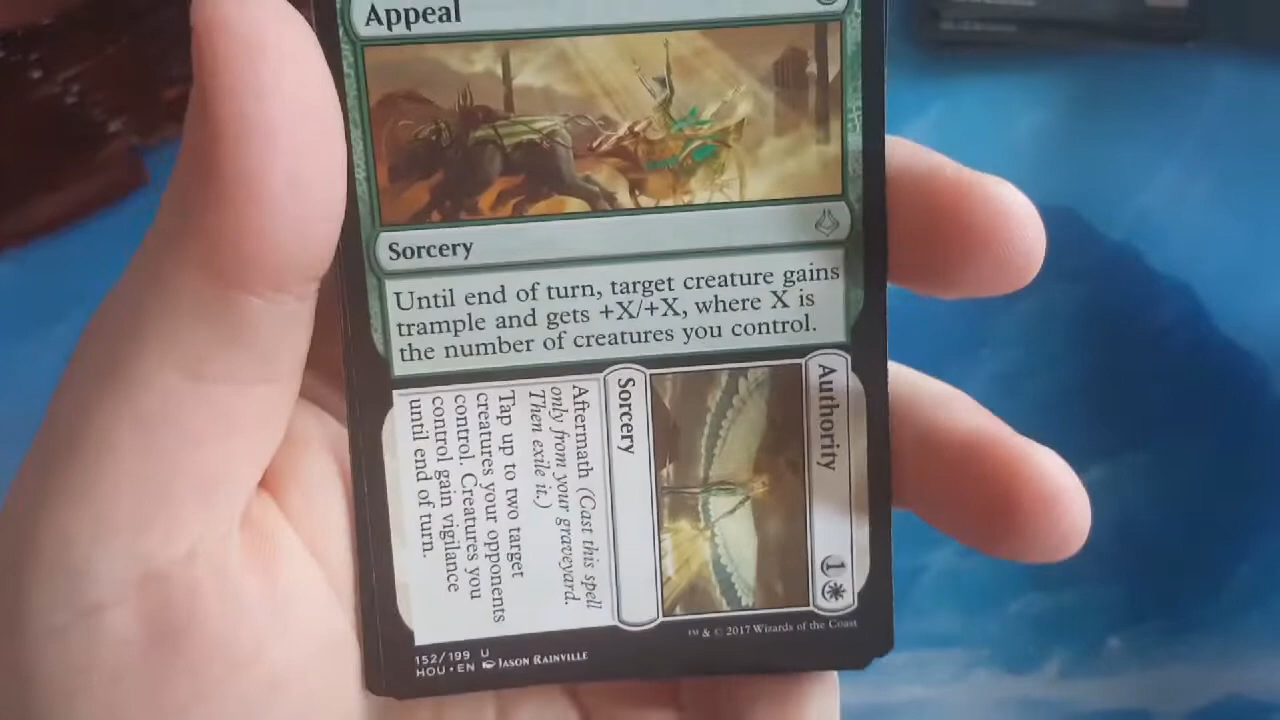 Appeal
Sorcery
Until end of turn, target creature gains
trample and gets +X/+X, where X is
the number of creatures you control.
Authority 1
Sorcery
Aftermath (Cast this spell
only from your graveyard.
Then exile it.)
Tap up to two target
creatures your opponents
control. Creatures you
control gain vigilance
until end of turn.
152/199 U
HOU • EN JASON RAINVILLE
™ & © 2017 Wizards of the Coast